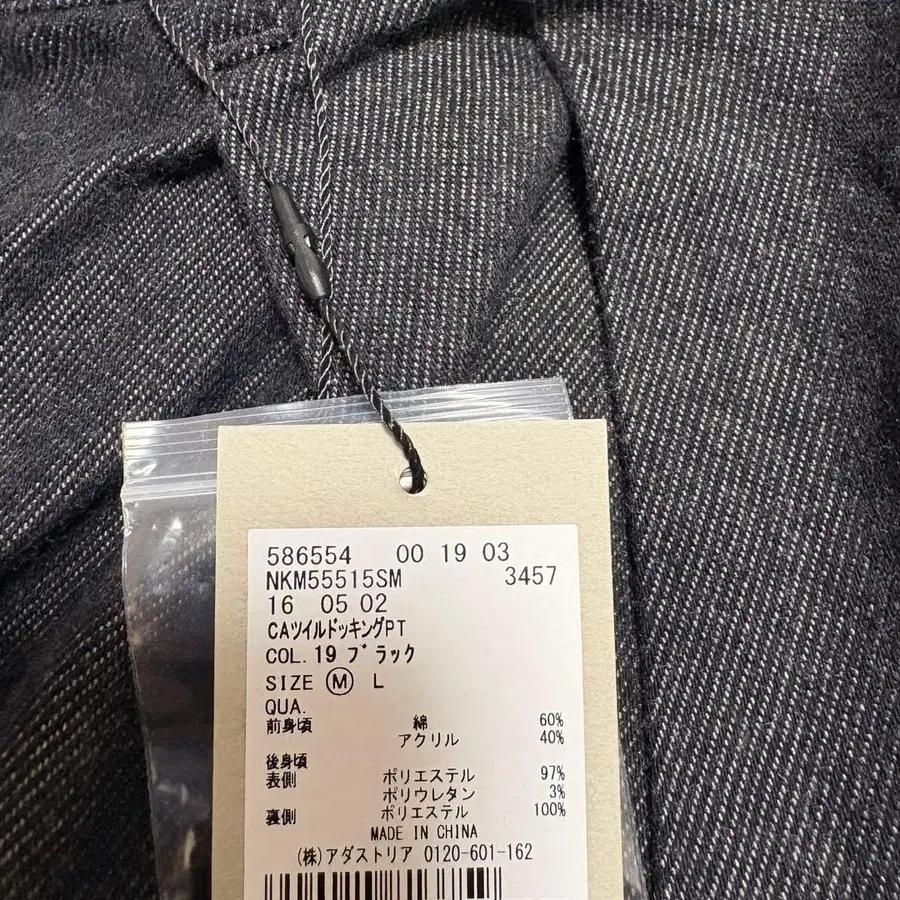 586554 00 19 03
NKM55515SM 3457
16 05 02
CAツイルドッキングPT
COL. 19 ブラック
SIZE M L
QUA.
前身頃 綿 60%
アクリル 40%
後身頃
表側 ポリエステル 97%
ポリウレタン 3%
裏側 ポリエステル 100%
MADE IN CHINA
(株)アダストリア 0120-601-162